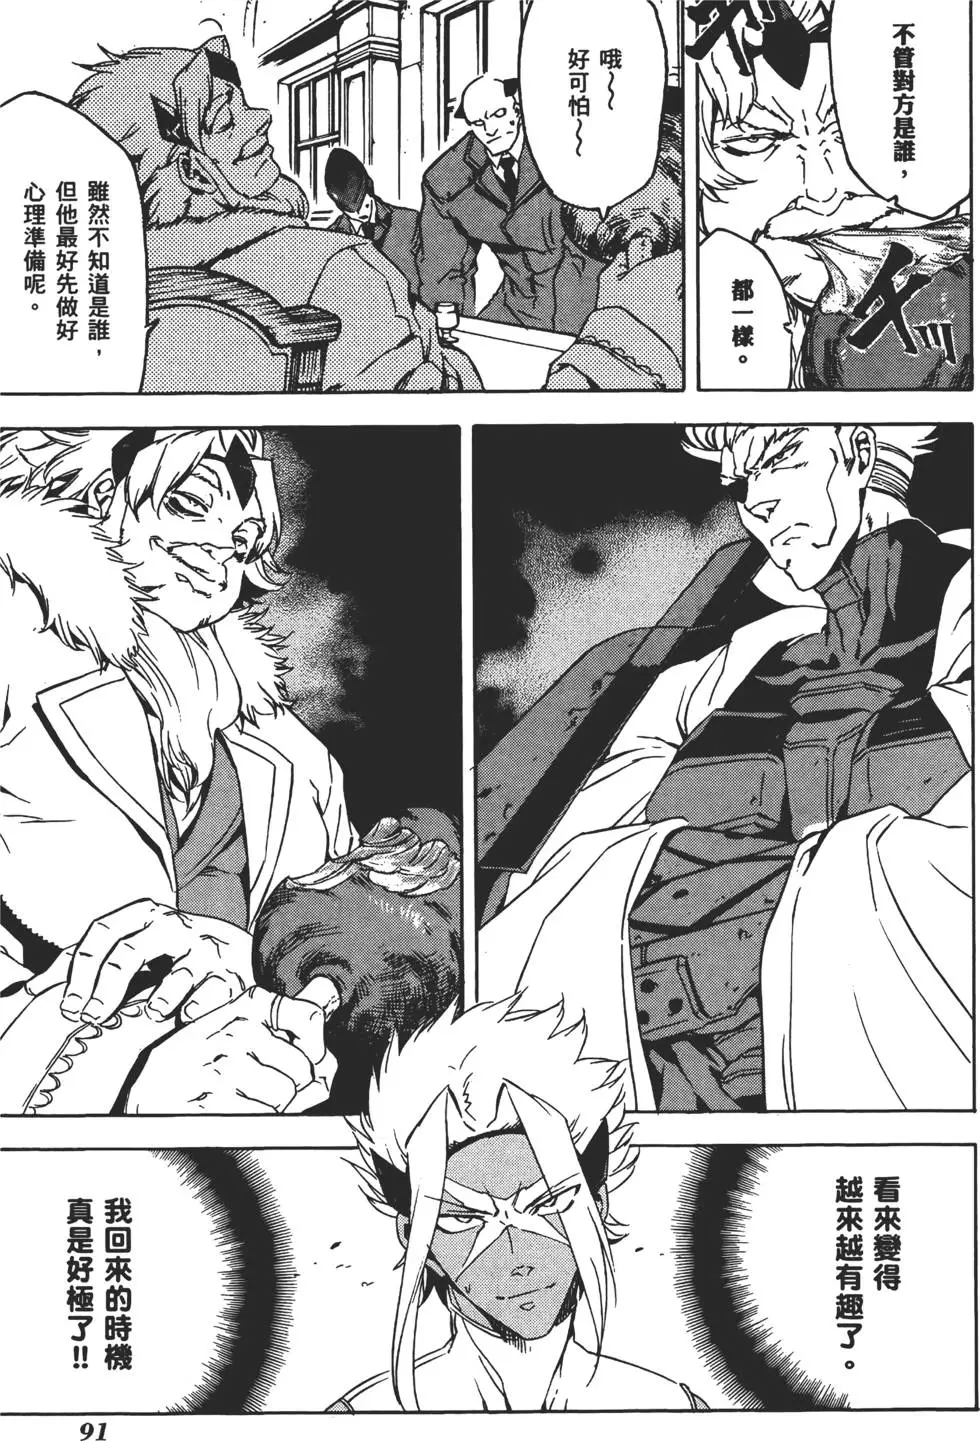 不管對方是誰，
都一樣。
哦～
好可怕～
雖然不知道是誰，
但他最好先做好
心理準備呢。
看來變得
越來越有趣了。
我回來的時機
真是好極了!!
91